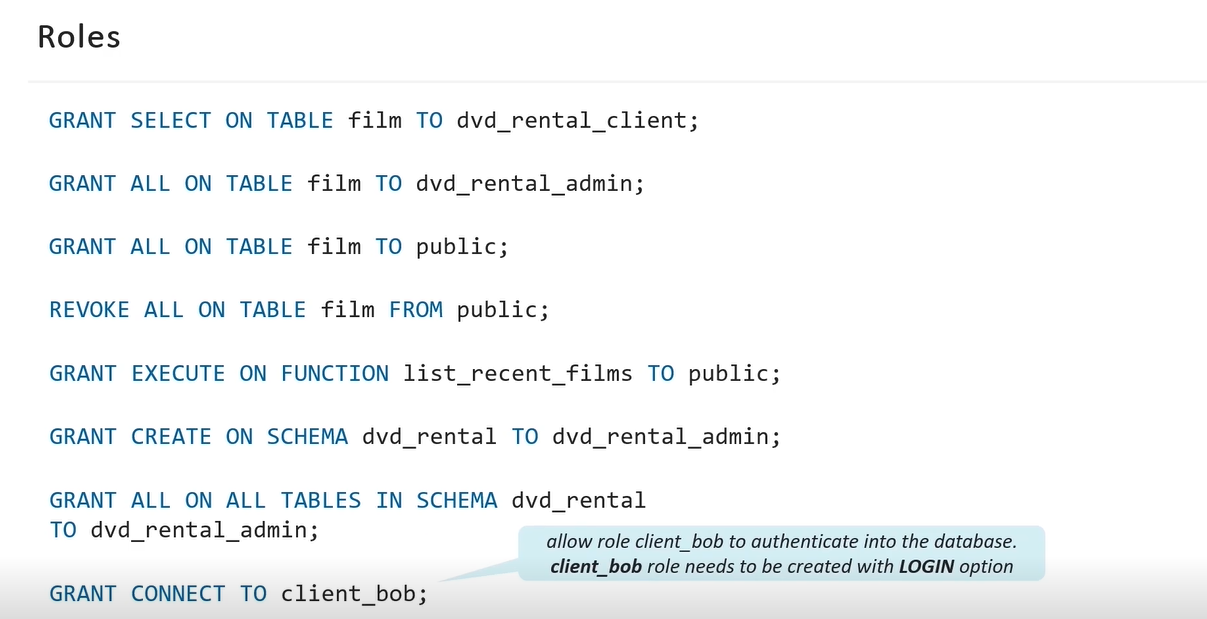 Roles
GRANT SELECT ON TABLE film TO dvd_rental_client;
GRANT ALL ON TABLE film TO dvd_rental_admin;
GRANT ALL ON TABLE film TO public;
REVOKE ALL ON TABLE film FROM public;
GRANT EXECUTE ON FUNCTION list_recent_films TO public;
GRANT CREATE ON SCHEMA dvd_rental TO dvd_rental_admin;
GRANT ALL ON ALL TABLES IN SCHEMA dvd_rental
TO dvd_rental_admin;
allow role client_bob to authenticate into the database.
client_bob role needs to be created with LOGIN option
GRANT CONNECT TO client_bob;